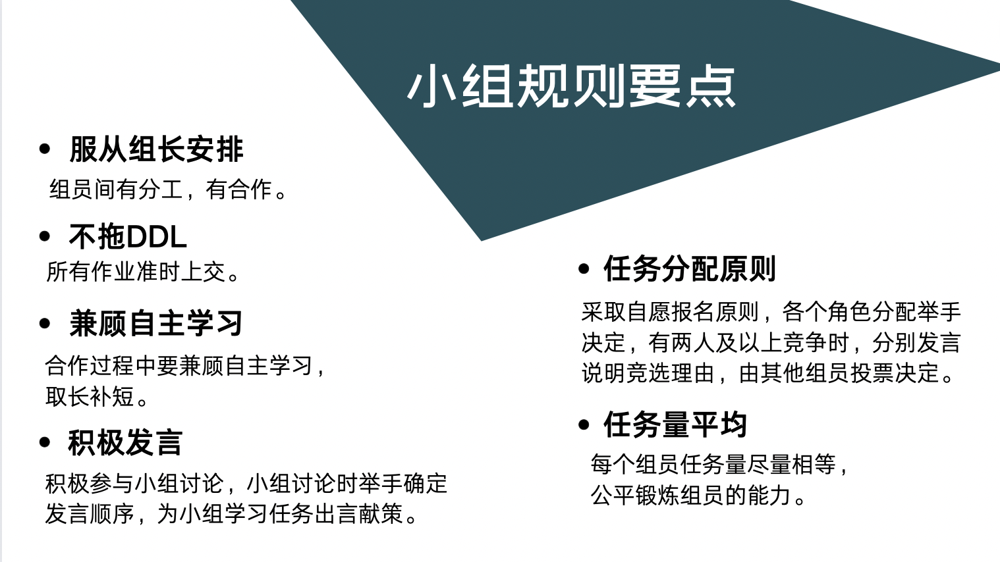 小组规则要点
• 服从组长安排
组员间有分工，有合作。
• 不拖DDL
所有作业准时上交。
• 兼顾自主学习
合作过程中要兼顾自主学习，
取长补短。
• 积极发言
积极参与小组讨论，小组讨论时举手确定
发言顺序，为小组学习任务出言献策。
• 任务分配原则
采取自愿报名原则，各个角色分配举手
决定，有两人及以上竞争时，分别发言
说明竞选理由，由其他组员投票决定。
• 任务量平均
每个组员任务量尽量相等，
公平锻炼组员的能力。